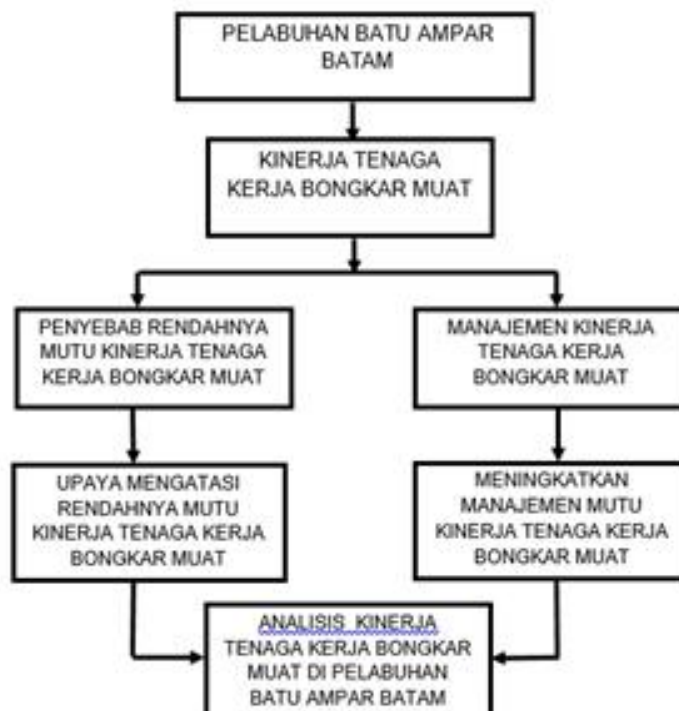 PELABUHAN BATU AMPAR
BATAM
KINERJA TENAGA
KERJA BONGKAR MUAT
PENYEBAB RENDAHNYA
MUTU KINERJA TENAGA
KERJA BONGKAR MUAT
MANAJEMEN KINERJA
TENAGA KERJA
BONGKAR MUAT
UPAYA MENGATASI
RENDAHNYA MUTU
KINERJA TENAGA KERJA
BONGKAR MUAT
MENINGKATKAN
MANAJEMEN MUTU
KINERJA TENAGA KERJA
BONGKAR MUAT
ANALISIS KINERJA
TENAGA KERJA BONGKAR
MUAT DI PELABUHAN
BATU AMPAR BATAM